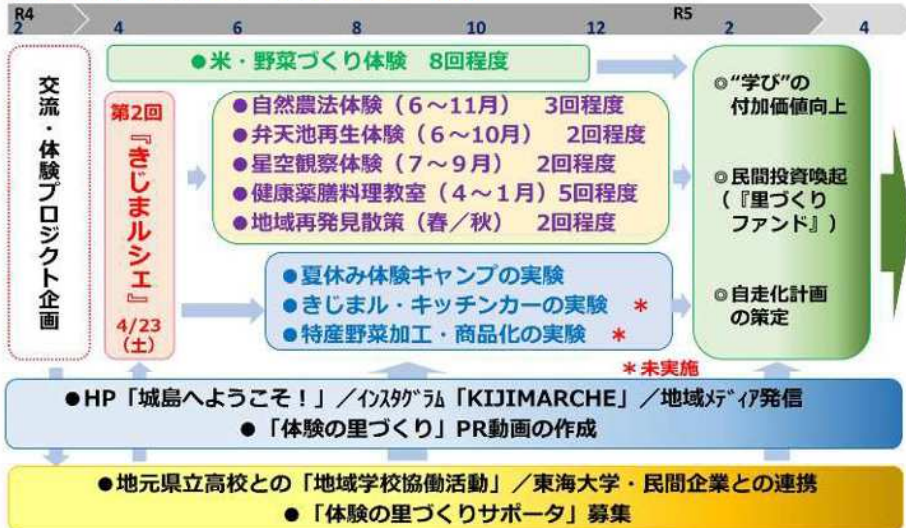 R4
R5
2 4 6 8 10 12 2 4
交流・体験プロジクト企画
第2回
『きじまルシェ』
4/23
(土)
●米・野菜づくり体験 8回程度
●自然農法体験(6～11月) 3回程度
●弁天池再生体験(6～10月) 2回程度
●星空観察体験(7～9月) 2回程度
●健康薬膳料理教室(4～1月)5回程度
●地域再発見散策(春／秋) 2回程度
●夏休み体験キャンプの実験
●きじまル・キッチンカーの実験 ＊
●特産野菜加工・商品化の実験 ＊
＊未実施
◎“学び”の
付加価値向上
◎民間投資喚起
(『里づくり
ファンド』)
◎自走化計画
の策定
●HP「城島へようこそ！」／ｲﾝｽﾀｸﾞﾗﾑ「KIJIMARCHE」／地域ﾒﾃﾞｨｱ発信
●「体験の里づくり」PR動画の作成
●地元県立高校との「地域学校協働活動」／東海大学・民間企業との連携
●「体験の里づくりサポータ」募集